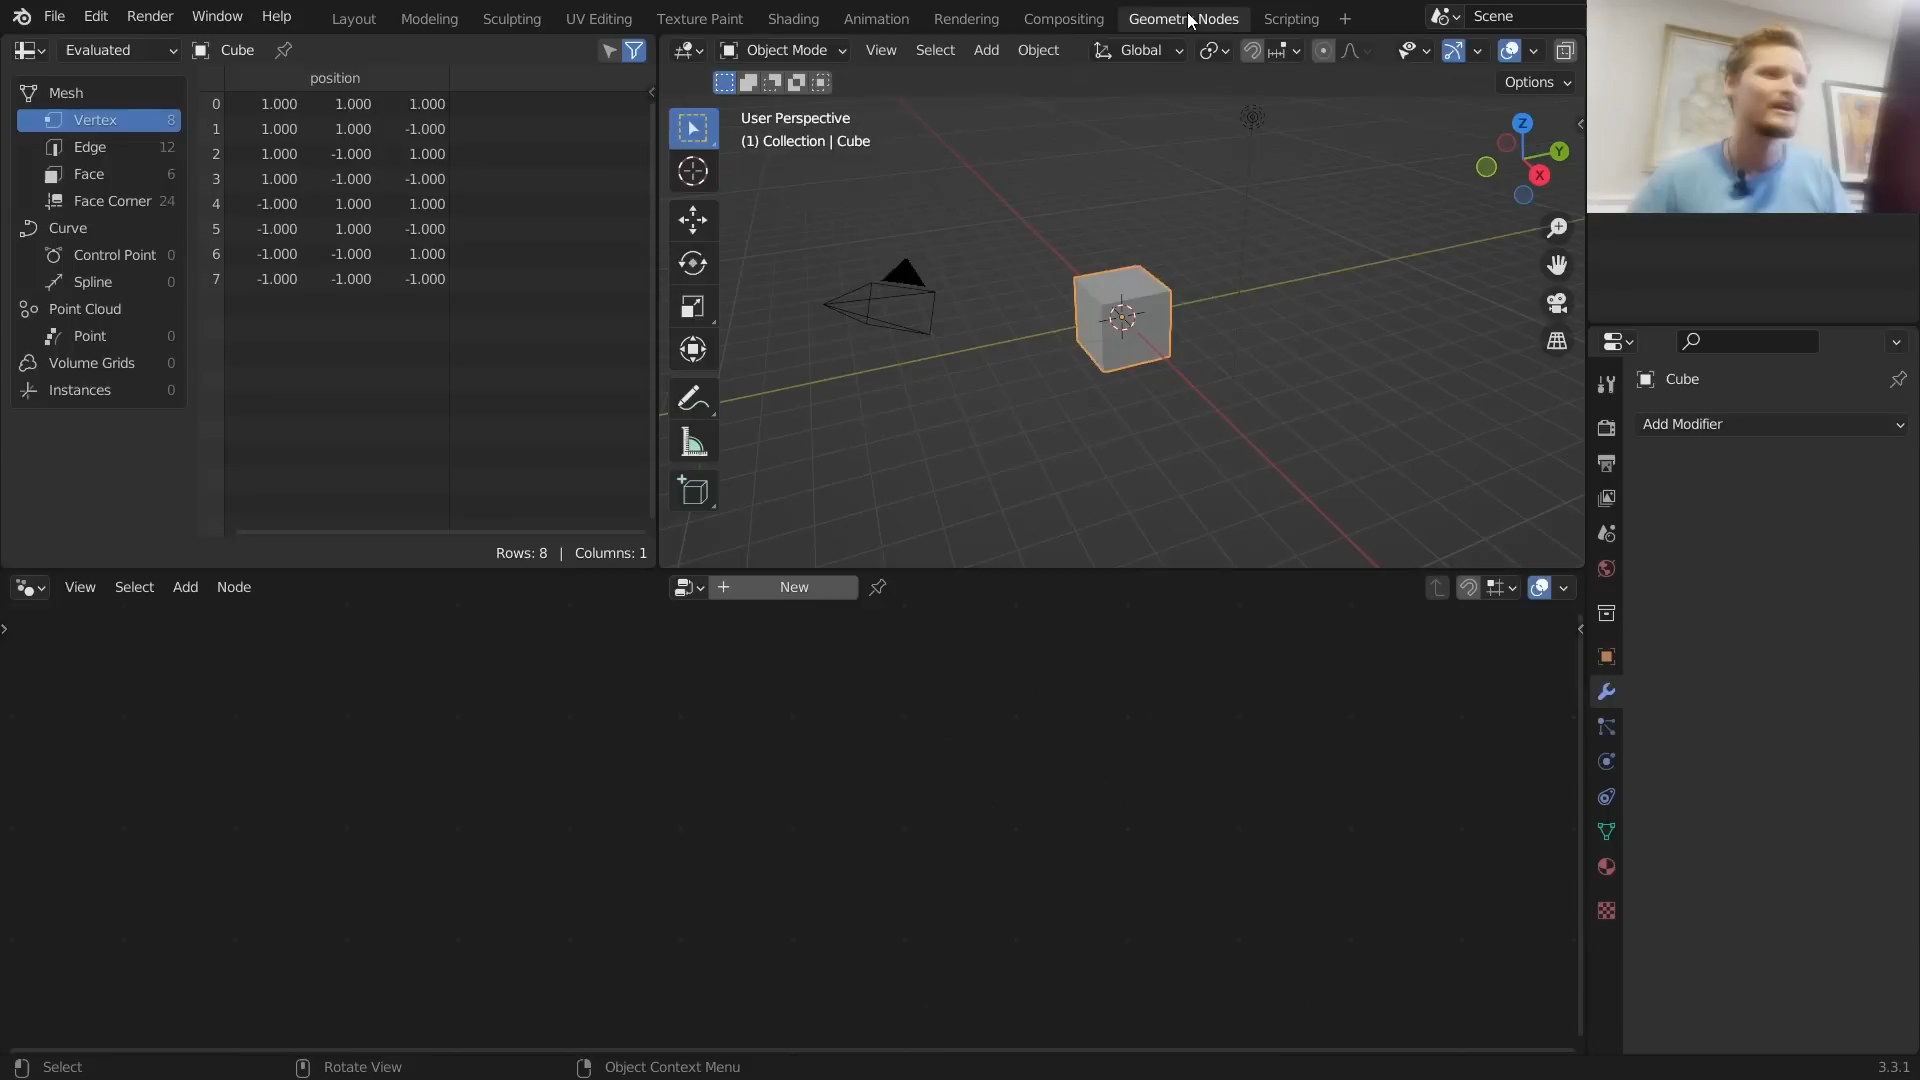 File Edit Render Window Help Layout Modeling Sculpting UV Editing Texture Paint Shading Animation Rendering Compositing Geometry Nodes Scripting + Scene
Evaluated Cube
position
Mesh
Vertex 8
Edge 12
Face 6
Face Corner 24
Curve
Control Point 0
Spline 0
Point Cloud
Point 0
Volume Grids 0
Instances 0
0 1.000 1.000 1.000
1 1.000 1.000 -1.000
2 1.000 -1.000 1.000
3 1.000 -1.000 -1.000
4 -1.000 1.000 1.000
5 -1.000 1.000 -1.000
6 -1.000 -1.000 1.000
7 -1.000 -1.000 -1.000
Rows: 8 | Columns: 1
Object Mode View Select Add Object Global
Options
User Perspective
(1) Collection | Cube
Z
Y
X
Cube
Add Modifier
View Select Add Node + New
Select Rotate View Object Context Menu 3.3.1